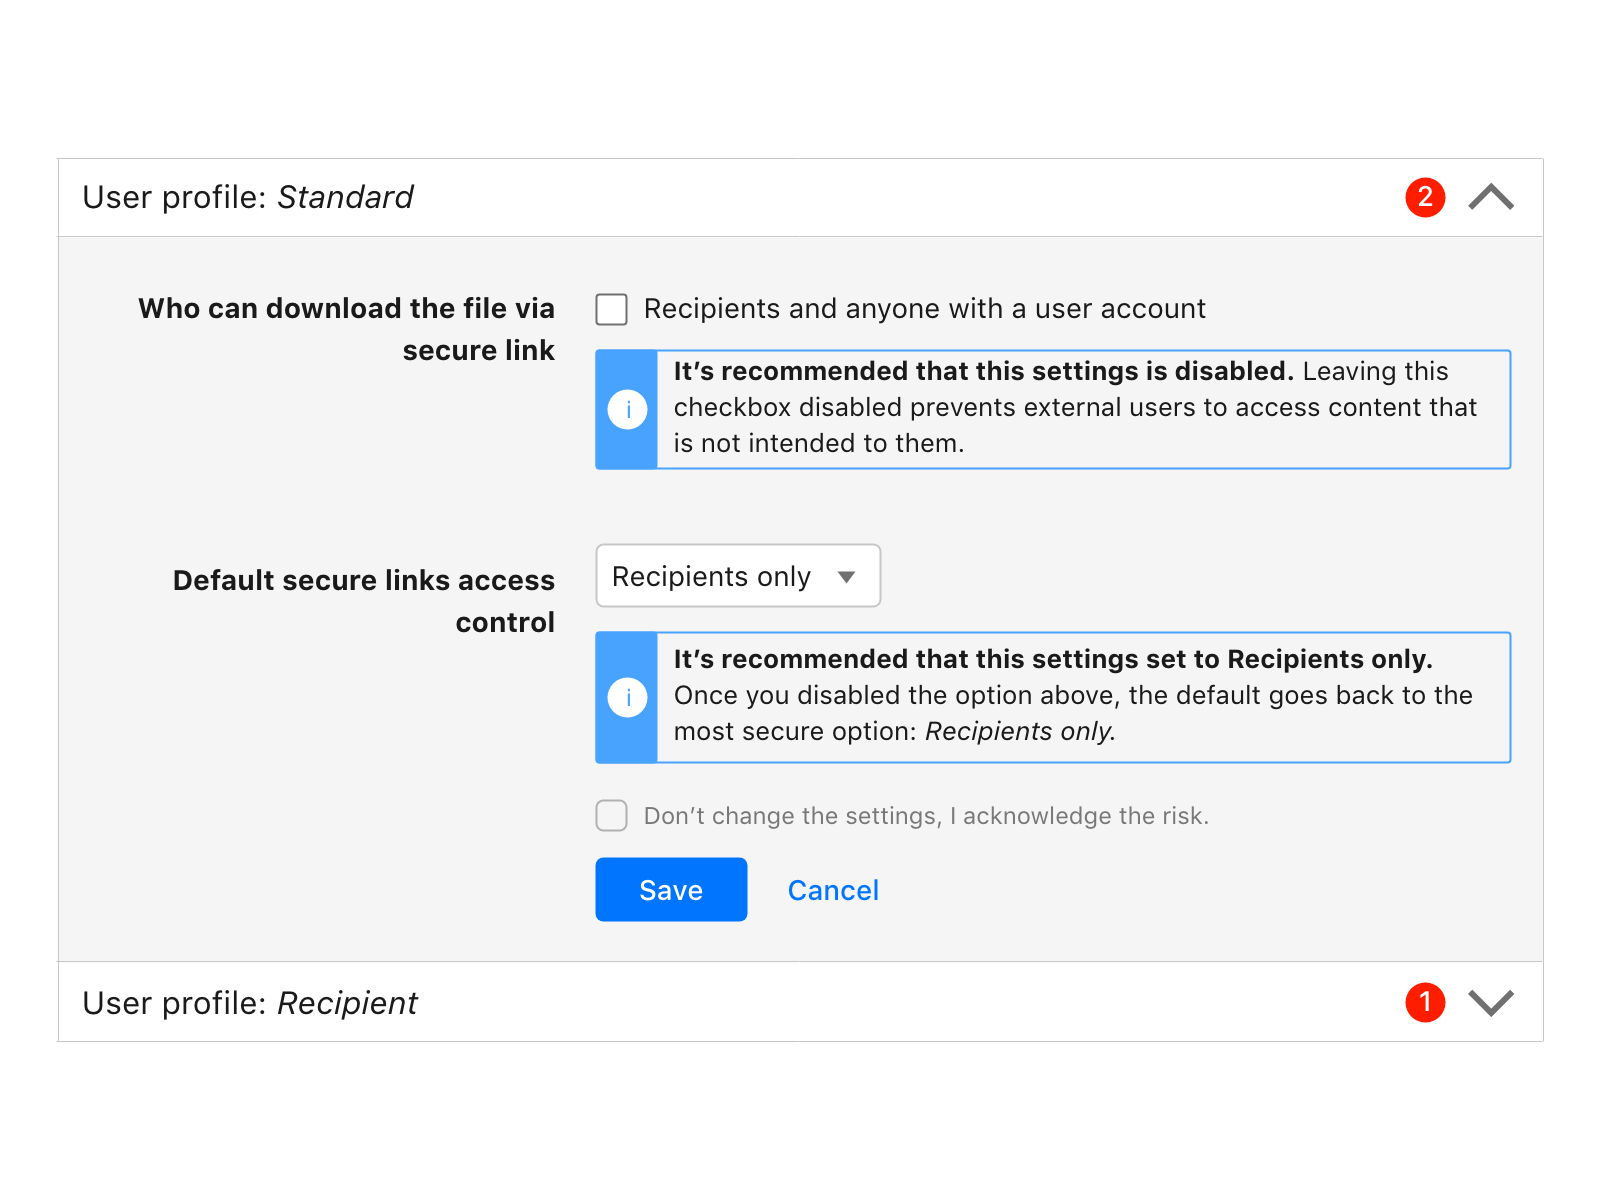 User profile: Standard 2
Who can download the file via
secure link
Recipients and anyone with a user account
i
It’s recommended that this settings is disabled. Leaving this
checkbox disabled prevents external users to access content that
is not intended to them.
Default secure links access
control
Recipients only
i
It’s recommended that this settings set to Recipients only.
Once you disabled the option above, the default goes back to the
most secure option: Recipients only.
Don’t change the settings, I acknowledge the risk.
Save Cancel
User profile: Recipient 1